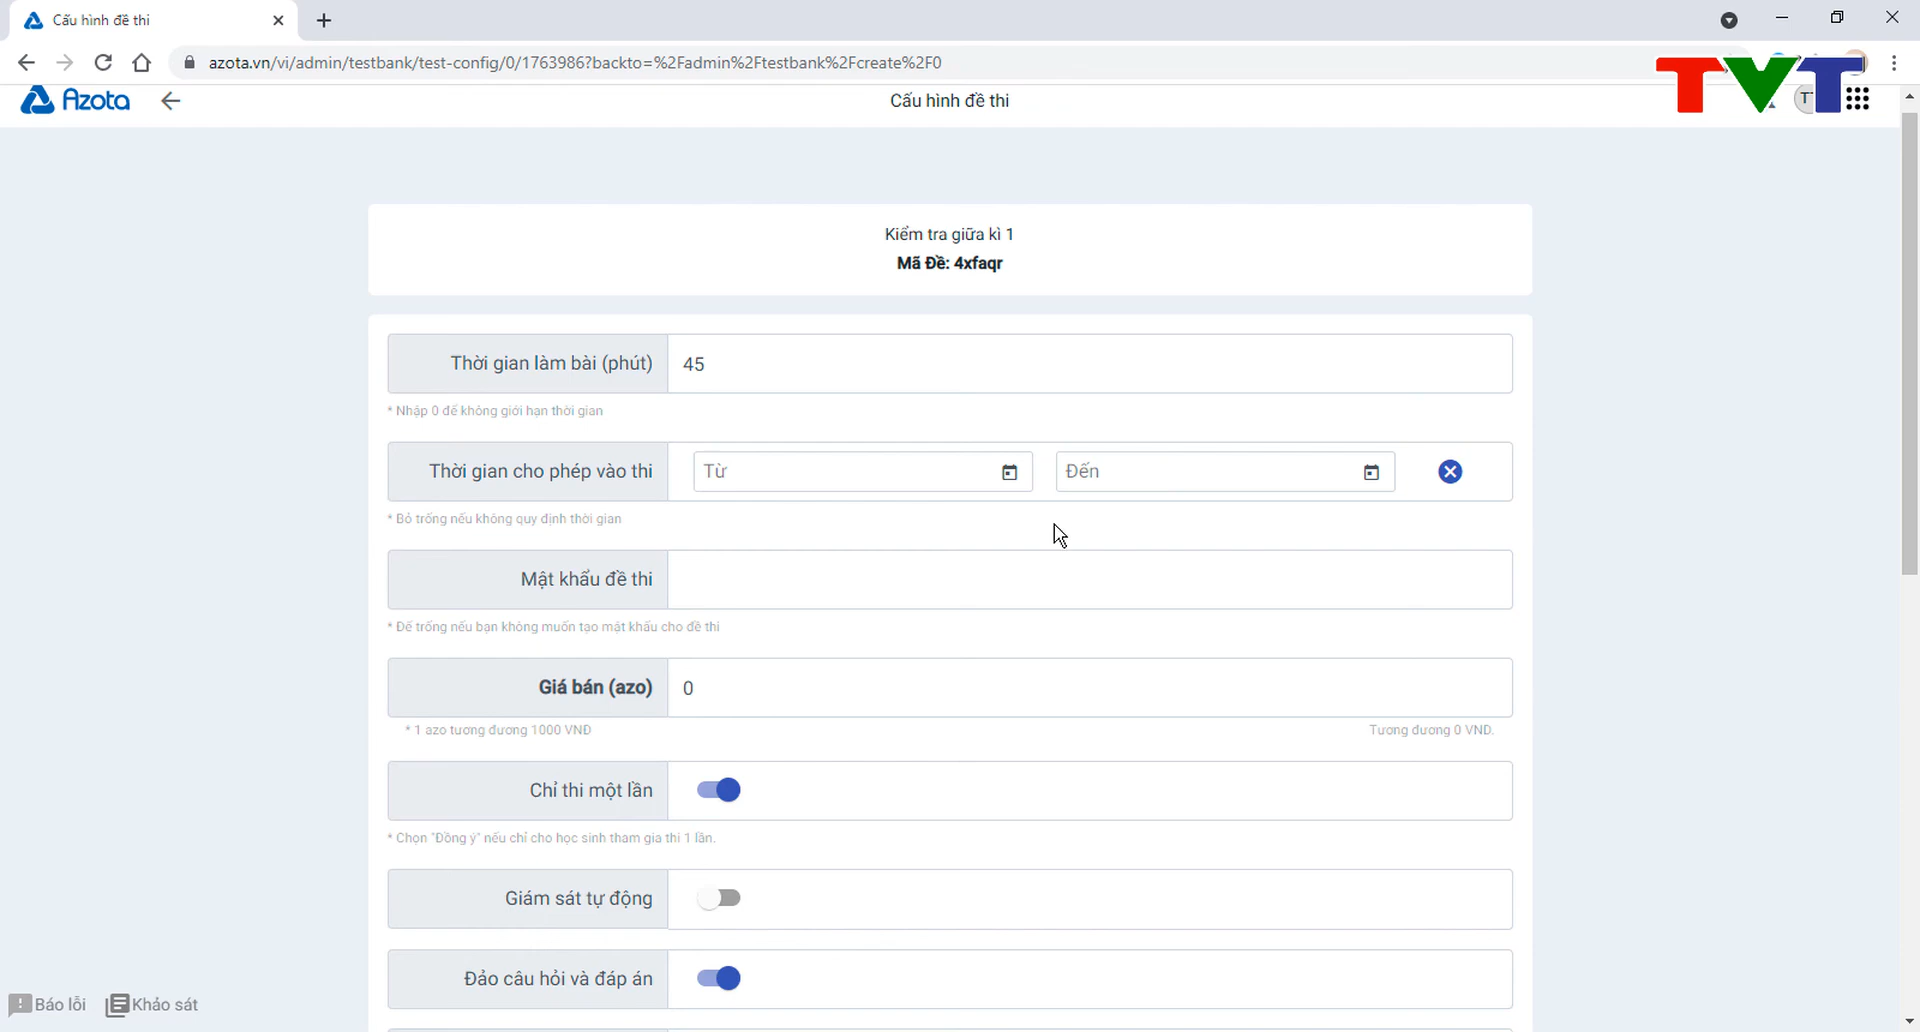 Cấu hình đề thi
azota.vn/vi/admin/testbank/test-config/0/1763986?backto=%2Fadmin%2Ftestbank%2Fcreate%2F0
TVT
Azota
Cấu hình đề thi
Kiểm tra giữa kì 1
Mã Đề: 4xfaqr
Thời gian làm bài (phút)
45
* Nhập 0 để không giới hạn thời gian
Thời gian cho phép vào thi
Từ
Đến
* Bỏ trống nếu không quy định thời gian
Mật khẩu đề thi
* Để trống nếu bạn không muốn tạo mật khẩu cho đề thi
Giá bán (azo)
0
* 1 azo tương đương 1000 VNĐ
Tương đương 0 VNĐ.
Chỉ thi một lần
* Chọn "Đồng ý" nếu chỉ cho học sinh tham gia thi 1 lần.
Giám sát tự động
Đảo câu hỏi và đáp án
Báo lỗi
Khảo sát